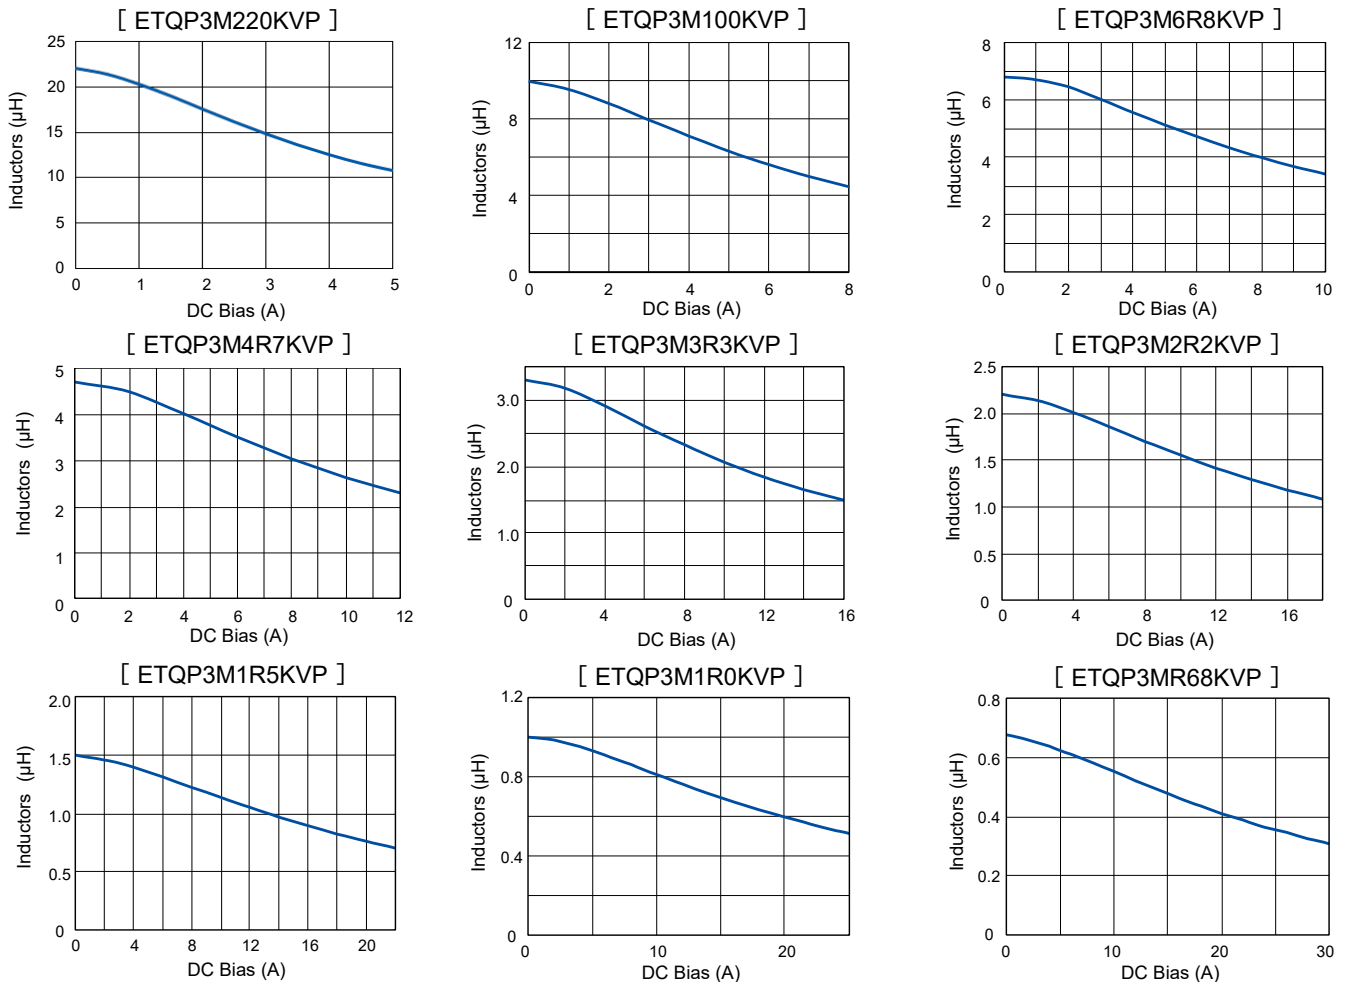 [ ETQP3M220KVP ]
Inductors (µH)
25
20
15
10
5
0
0 1 2 3 4 5
DC Bias (A)
[ ETQP3M100KVP ]
Inductors (µH)
12
8
4
0
0 2 4 6 8
DC Bias (A)
[ ETQP3M6R8KVP ]
Inductors (µH)
8
6
4
2
0
0 2 4 6 8 10
DC Bias (A)
[ ETQP3M4R7KVP ]
Inductors (µH)
5
4
3
2
1
0
0 2 4 6 8 10 12
DC Bias (A)
[ ETQP3M3R3KVP ]
Inductors (µH)
3.0
2.0
1.0
0
0 4 8 12 16
DC Bias (A)
[ ETQP3M2R2KVP ]
Inductors (µH)
2.5
2.0
1.5
1.0
0.5
0
0 4 8 12 16
DC Bias (A)
[ ETQP3M1R5KVP ]
Inductors (µH)
2.0
1.5
1.0
0.5
0
0 4 8 12 16 20
DC Bias (A)
[ ETQP3M1R0KVP ]
Inductors (µH)
1.2
0.8
0.4
0
0 10 20
DC Bias (A)
[ ETQP3MR68KVP ]
Inductors (µH)
0.8
0.6
0.4
0.2
0
0 10 20 30
DC Bias (A)